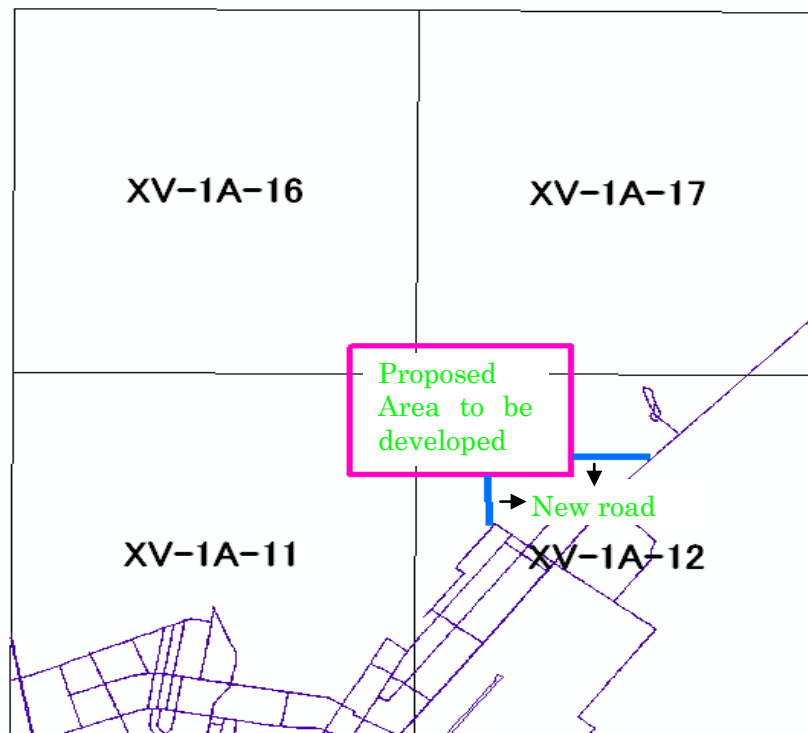 XV-1A-16
XV-1A-17
Proposed
Area to be
developed
New road
XV-1A-11
XV-1A-12